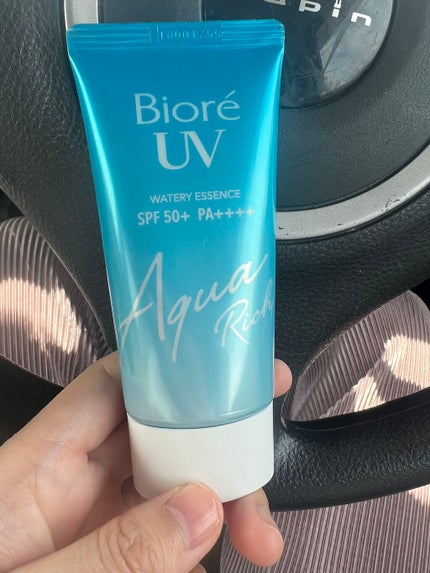 Bioré
UV
WATERY ESSENCE
SPF 50+ PA++++
Aqua
Rich